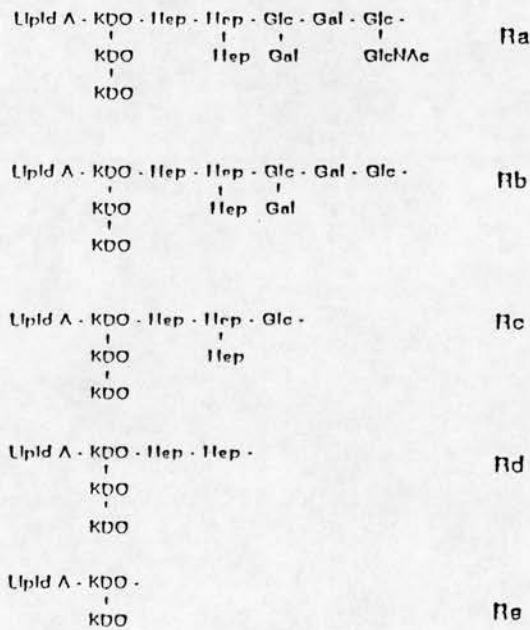 Lipid A - KDO - Hep - Hep - Glc - Gal - Glc -
Ra
KDO Hep Gal GlcNAc
KDO
Lipid A - KDO - Hep - Hep - Glc - Gal - Glc -
Rb
KDO Hep Gal
KDO
Lipid A - KDO - Hep - Hep - Glc -
Rc
KDO Hep
KDO
Lipid A - KDO - Hep - Hep -
Rd
KDO
KDO
Lipid A - KDO -
KDO
Re